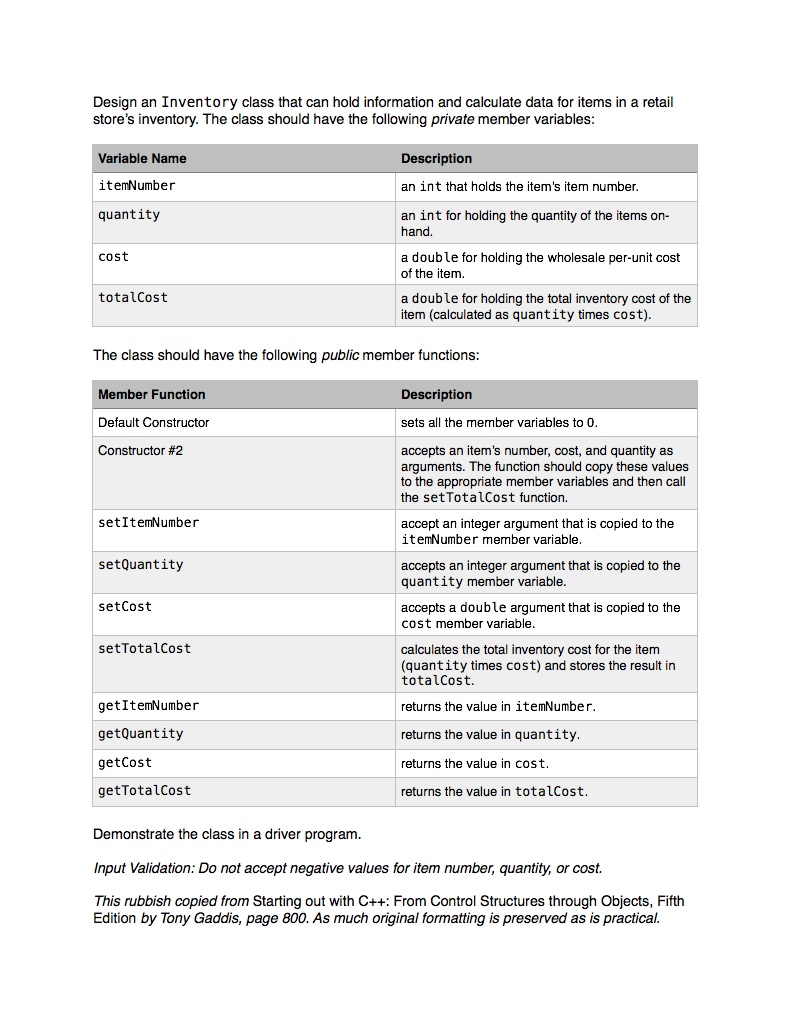 Design an Inventory class that can hold information and calculate data for items in a retail
store's inventory. The class should have the following private member variables:
Variable Name Description
itemNumber an int that holds the item's item number.
quantity an int for holding the quantity of the items on-
hand.
cost a double for holding the wholesale per-unit cost
of the item.
totalCost a double for holding the total inventory cost of the
item (calculated as quantity times cost).
The class should have the following public member functions:
Member Function Description
Default Constructor sets all the member variables to 0.
Constructor #2 accepts an item's number, cost, and quantity as
arguments. The function should copy these values
to the appropriate member variables and then call
the setTotalCost function.
setItemNumber accept an integer argument that is copied to the
itemNumber member variable.
setQuantity accepts an integer argument that is copied to the
quantity member variable.
setCost accepts a double argument that is copied to the
cost member variable.
setTotalCost calculates the total inventory cost for the item
(quantity times cost) and stores the result in
totalCost.
getItemNumber returns the value in itemNumber.
getQuantity returns the value in quantity.
getCost returns the value in cost.
getTotalCost returns the value in totalCost.
Demonstrate the class in a driver program.
Input Validation: Do not accept negative values for item number, quantity, or cost.
This rubbish copied from Starting out with C++: From Control Structures through Objects, Fifth
Edition by Tony Gaddis, page 800. As much original formatting is preserved as is practical.